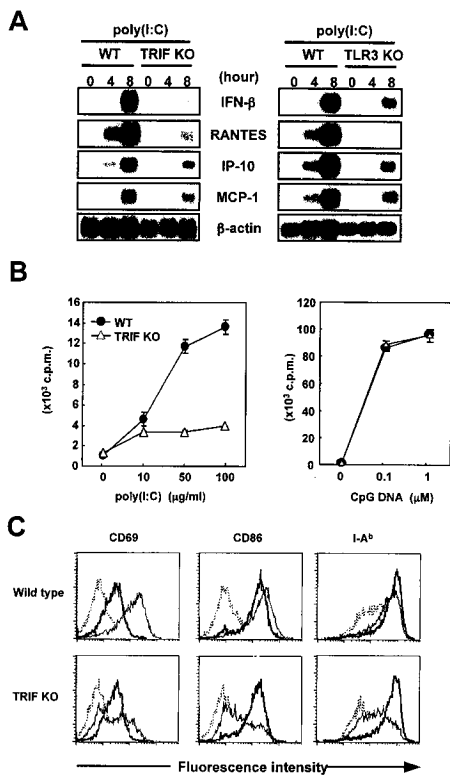 A
poly(I:C) poly(I:C)
WT TRIF KO WT TLR3 KO
0 4 8 0 4 8 (hour) 0 4 8 0 4 8
IFN-β
RANTES
IP-10
MCP-1
β-actin
B
16
14
12
10
8
6
4
2
0
(x10³ c.p.m.)
WT
TRIF KO
0 10 50 100
poly(I:C) (μg/ml)
120
100
80
60
40
20
0
(x10³ c.p.m.)
0 0.1 1
CpG DNA (μM)
C
CD69 CD86 I-Aᵇ
Wild type
TRIF KO
Fluorescence intensity